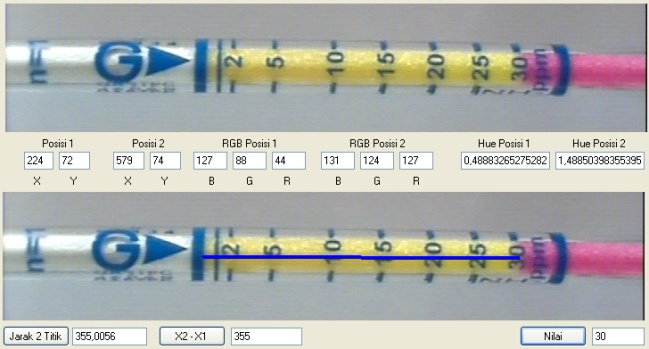 n= G 2 5 10 15 20 25 30 ppm
NH
Posisi 1 Posisi 2 RGB Posisi 1 RGB Posisi 2 Hue Posisi 1 Hue Posisi 2
224 72 579 74 127 88 44 131 124 127 0,48883265275282 1,48850398355395
X Y X Y B G R B G R
n= G 2 5 10 15 20 25 30 ppm
Jarak 2 Titik 355,0056 X2 - X1 355 Nilai 30